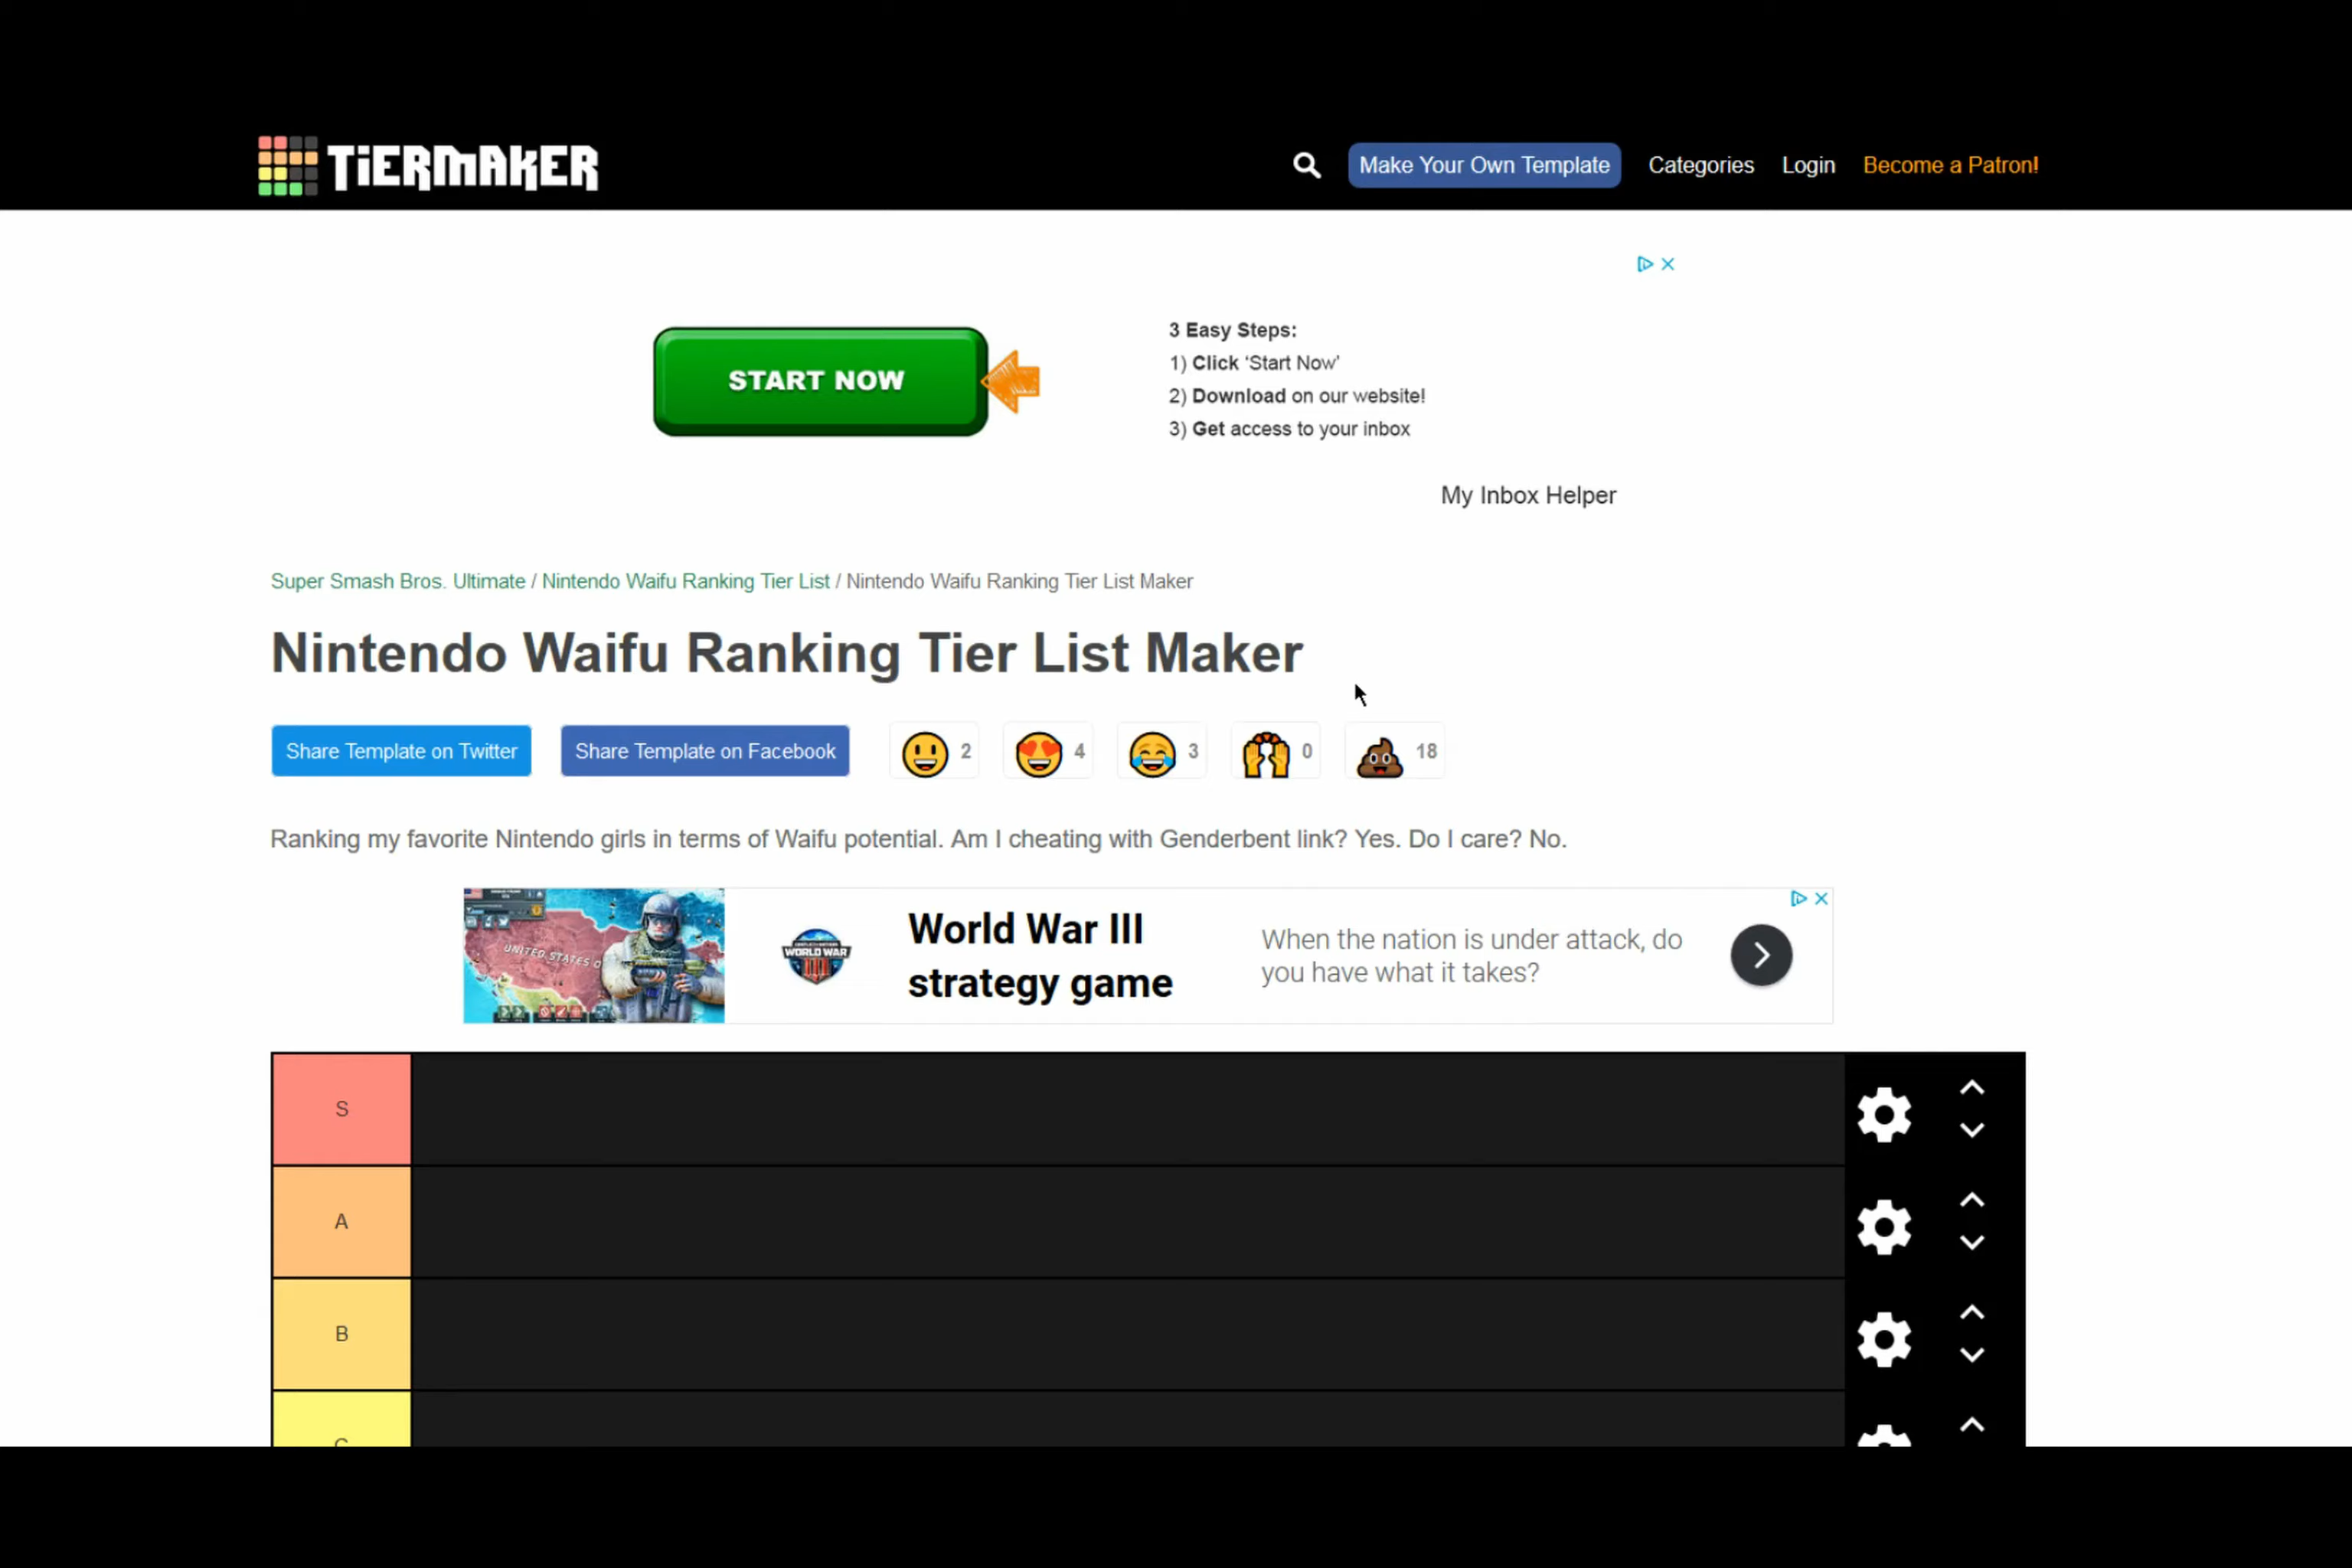 TiERMAKER
Make Your Own Template
Categories
Login
Become a Patron!
START NOW
3 Easy Steps:
1) Click ‘Start Now’
2) Download on our website!
3) Get access to your inbox
My Inbox Helper
Super Smash Bros. Ultimate / Nintendo Waifu Ranking Tier List / Nintendo Waifu Ranking Tier List Maker
Nintendo Waifu Ranking Tier List Maker
Share Template on Twitter
Share Template on Facebook
2
4
3
0
18
Ranking my favorite Nintendo girls in terms of Waifu potential. Am I cheating with Genderbent link? Yes. Do I care? No.
UNITED STATES O
WORLD WAR
III
World War III
strategy game
When the nation is under attack, do
you have what it takes?
S
A
B